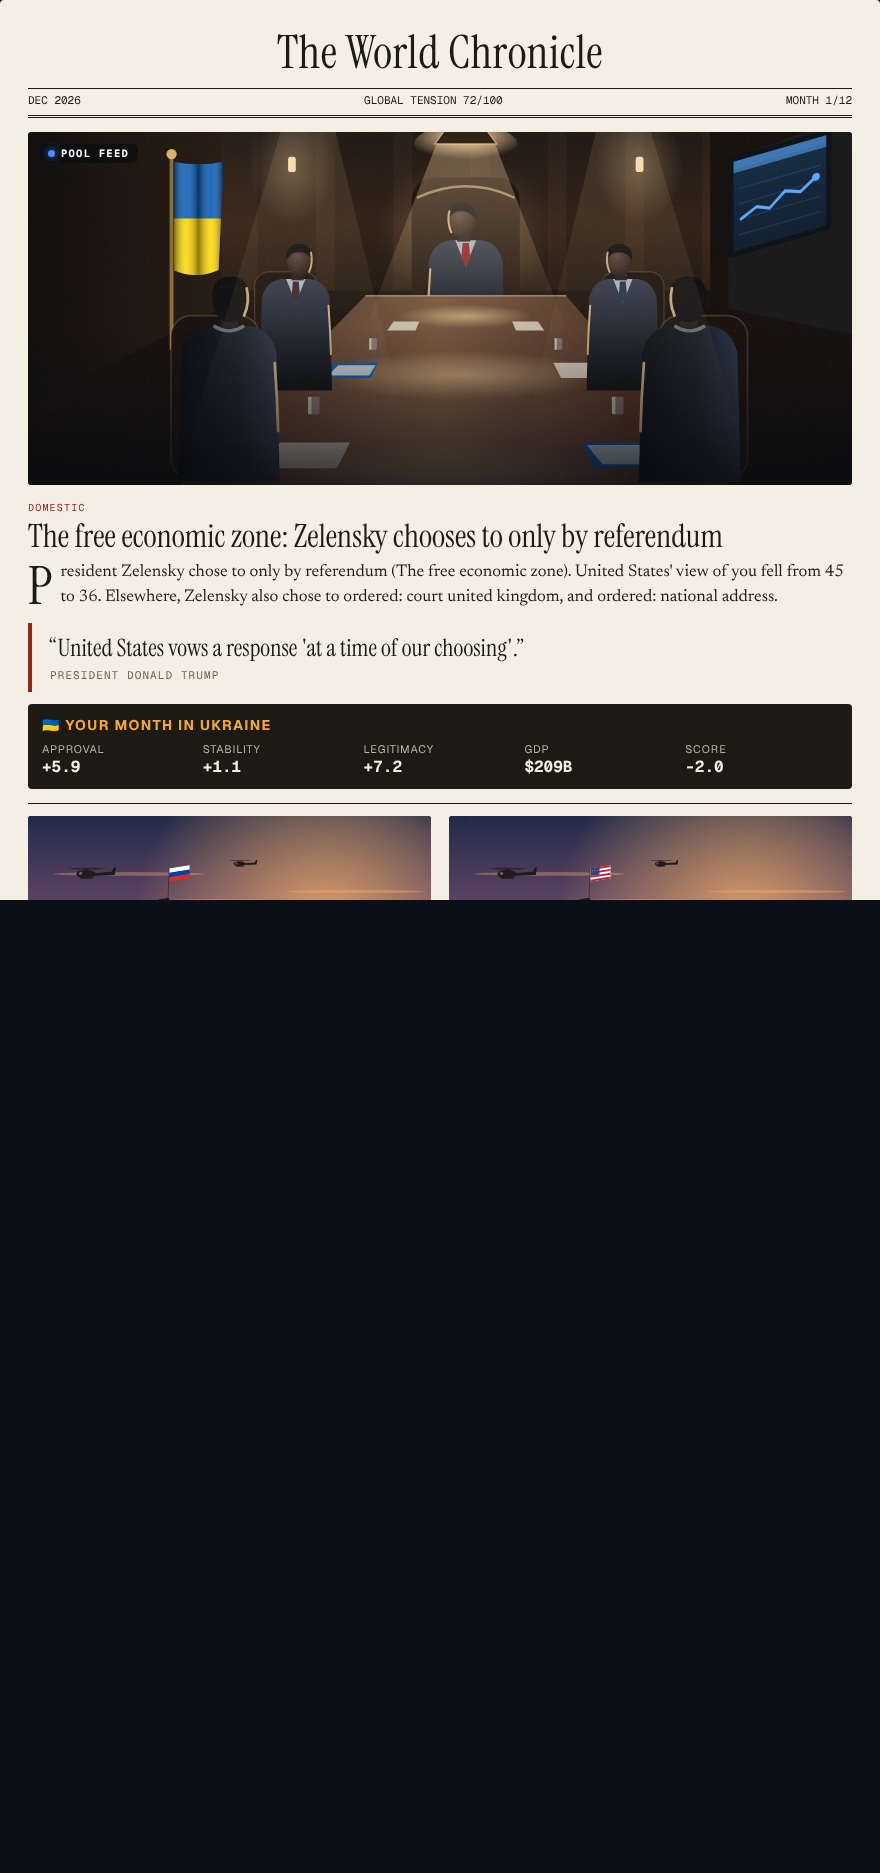 The World Chronicle
DEC 2026 GLOBAL TENSION 72/100 MONTH 1/12
POOL FEED
DOMESTIC
The free economic zone: Zelensky chooses to only by referendum
President Zelensky chose to only by referendum (The free economic zone). United States' view of you fell from 45
to 36. Elsewhere, Zelensky also chose to ordered: court united kingdom, and ordered: national address.
“United States vows a response 'at a time of our choosing'.”
PRESIDENT DONALD TRUMP
🇺🇦 YOUR MONTH IN UKRAINE
APPROVAL STABILITY LEGITIMACY GDP SCORE
+5.9 +1.1 +7.2 $209B -2.0